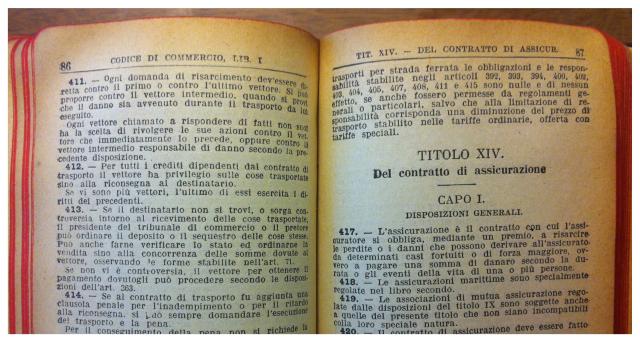 86 CODICE DI COMMERCIO, LIB. I
411. — Ogni domanda di risarcimento dev'essere di-
retta contro il primo o contro l'ultimo vettore. Si può
proporre contro il vettore intermedio, quando si provi
che il danno sia avvenuto durante il trasporto da lui
eseguito.
Ogni vettore chiamato a rispondere di fatti non suoi
ha la scelta di rivolgere le sue azioni contro il vet-
tore che immediatamente lo precede, oppure contro il
vettore intermedio responsabile di danno secondo la pre-
cedente disposizione.
412. — Per tutti i crediti dipendenti dal contratto di
trasporto il vettore ha privilegio sulle cose trasportate
sino alla riconsegna al destinatario.
Se vi sono più vettori, l'ultimo di essi esercita i di-
ritti dei precedenti.
413. — Se il destinatario non si trovi, o sorga con-
troversia intorno al ricevimento delle cose trasportate,
il presidente del tribunale di commercio o il pretore
può ordinare il deposito o il sequestro delle cose stesse.
Può anche farne verificare lo stato ed ordinarne la
vendita sino alla concorrenza delle somme dovute al
vettore, osservando le forme stabilite nell'art. 71.
Se non vi è controversia, il vettore per ottenere il
pagamento dovutogli può procedere secondo le disposi-
zioni dell'art. 363.
414. — Se al contratto di trasporto fu aggiunta una
clausola penale per l'inadempimento o per il ritardo
alla riconsegna, si può sempre domandare l'esecuzione
del trasporto e la pena.
Per il conseguimento della pena non si richiede la
TIT. XIV. — DEL CONTRATTO DI ASSICUR. 87
trasporti per strada ferrata le obbligazioni e le respon-
sabilità stabilite negli articoli 392, 393, 394, 400, 402,
403, 404, 405, 407, 408, 411 e 415 sono nulle e di nessun
effetto, se anche fossero permesse da regolamenti ge-
nerali o particolari, salvo che alla limitazione di re-
sponsabilità corrisponda una diminuzione del prezzo di
trasporto stabilito nelle tariffe ordinarie, offerta con
tariffe speciali.
TITOLO XIV.
Del contratto di assicurazione
CAPO I.
DISPOSIZIONI GENERALI.
417. — L'assicurazione è il contratto con cui l'assi-
curatore si obbliga, mediante un premio, a risarcire
le perdite o i danni che possono derivare all'assicurato
da determinati casi fortuiti o di forza maggiore, ov-
vero a pagare una somma di danaro secondo la du-
rata o gli eventi della vita di una o più persone.
418. — Le assicurazioni marittime sono specialmente
regolate nel libro secondo.
419. — Le associazioni di mutua assicurazione rego-
late dalle disposizioni del titolo IX sono soggette anche
a quelle del presente titolo che non siano incompatibili
colla loro speciale natura.
420. — Il contratto di assicurazione deve essere fatto